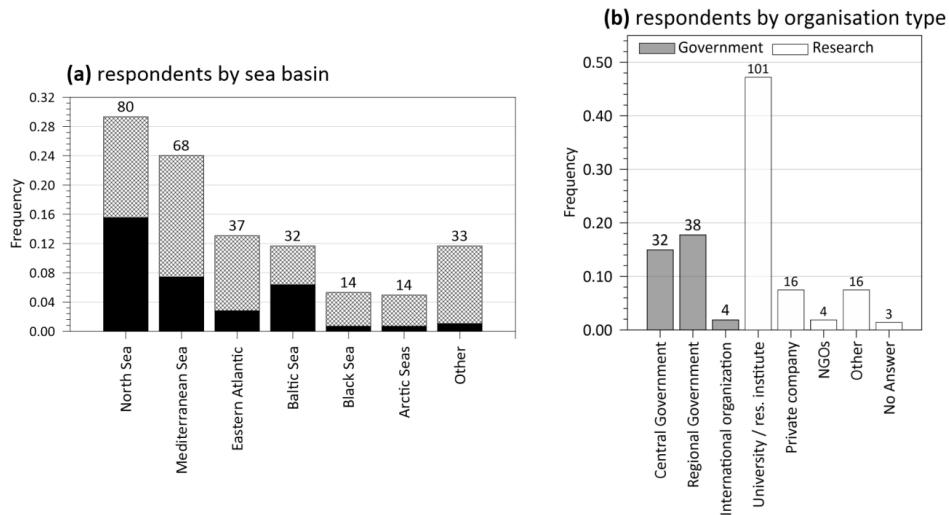 (a) respondents by sea basin
Frequency
0.32
0.28
0.24
0.20
0.16
0.12
0.08
0.04
0.00
80
68
37
32
14
14
33
North Sea
Mediterranean Sea
Eastern Atlantic
Baltic Sea
Black Sea
Arctic Seas
Other
(b) respondents by organisation type
Government
Research
Frequency
0.50
0.40
0.30
0.20
0.10
0.00
32
38
4
101
16
4
16
3
Central Government
Regional Government
International organization
University / res. institute
Private company
NGOs
Other
No Answer